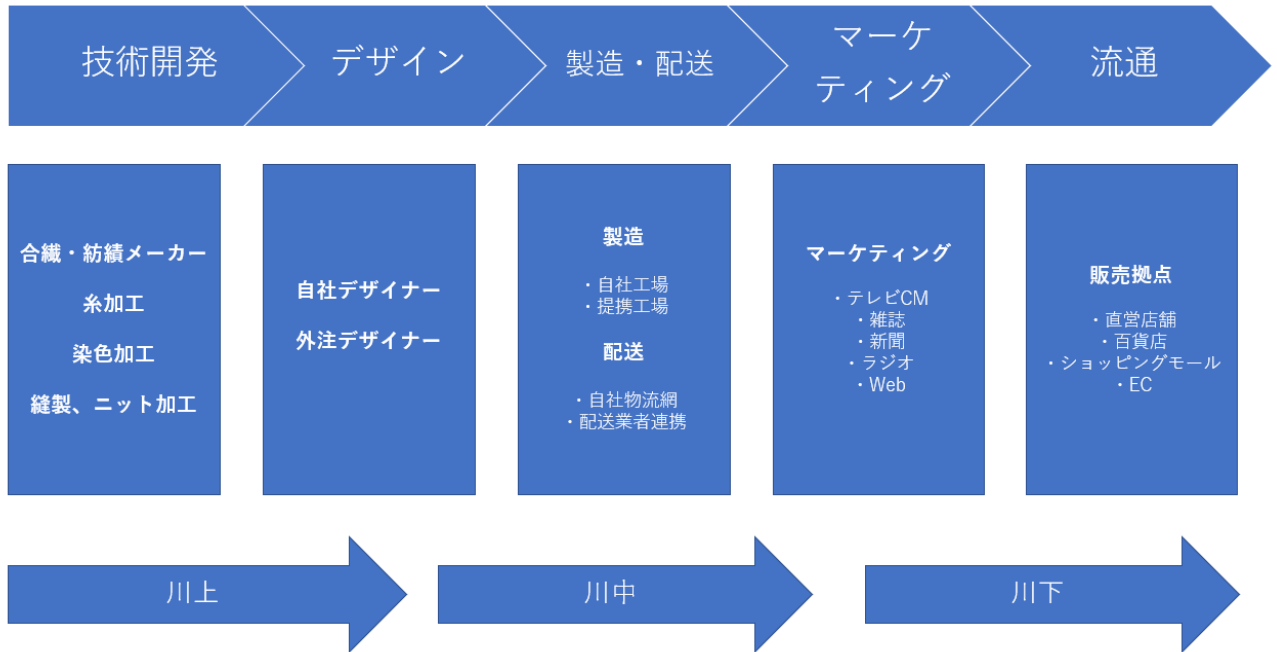 技術開発
デザイン
製造・配送
マーケ
ティング
流通
合繊・紡績メーカー
糸加工
染色加工
縫製、ニット加工
自社デザイナー
外注デザイナー
製造
・自社工場
・提携工場
配送
・自社物流網
・配送業者連携
マーケティング
・テレビCM
・雑誌
・新聞
・ラジオ
・Web
販売拠点
・直営店舗
・百貨店
・ショッピングモール
・EC
川上
川中
川下